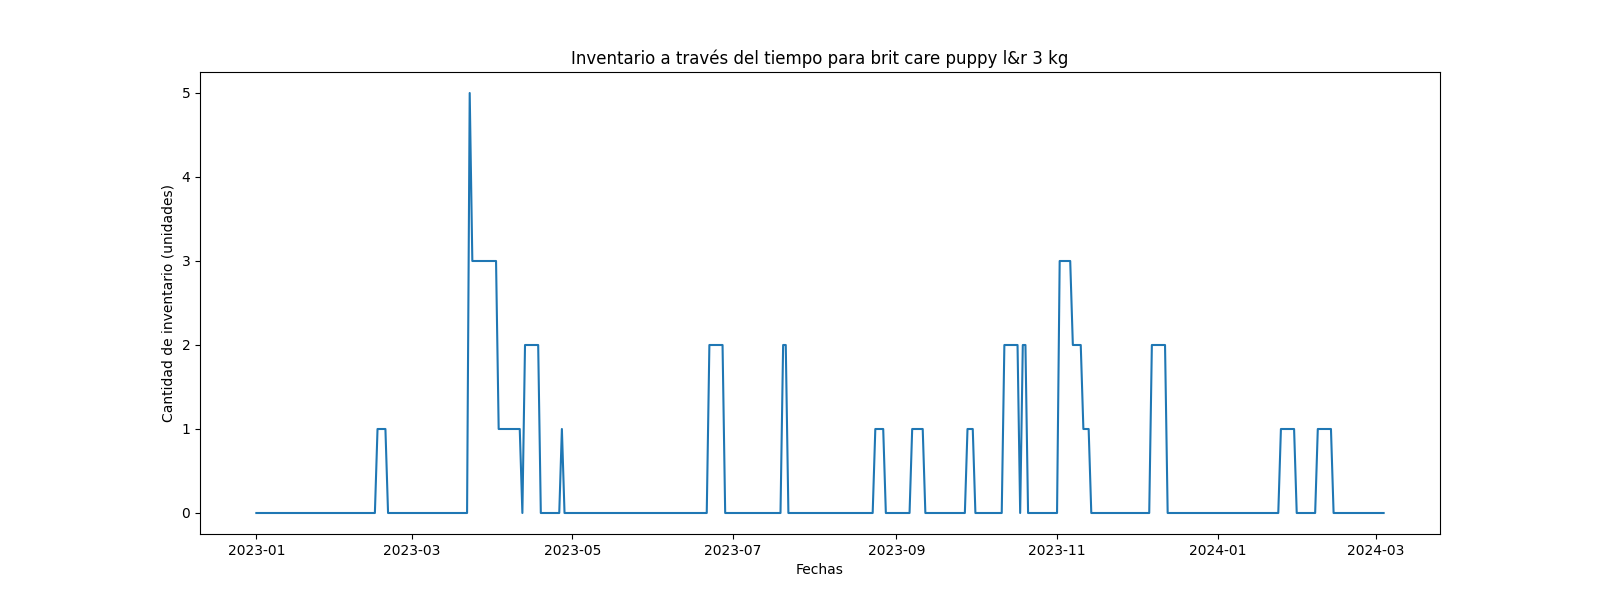 Inventario a través del tiempo para brit care puppy l&r 3 kg
Cantidad de inventario (unidades)
5
4
3
2
1
0
2023-01 2023-03 2023-05 2023-07 2023-09 2023-11 2024-01 2024-03
Fechas